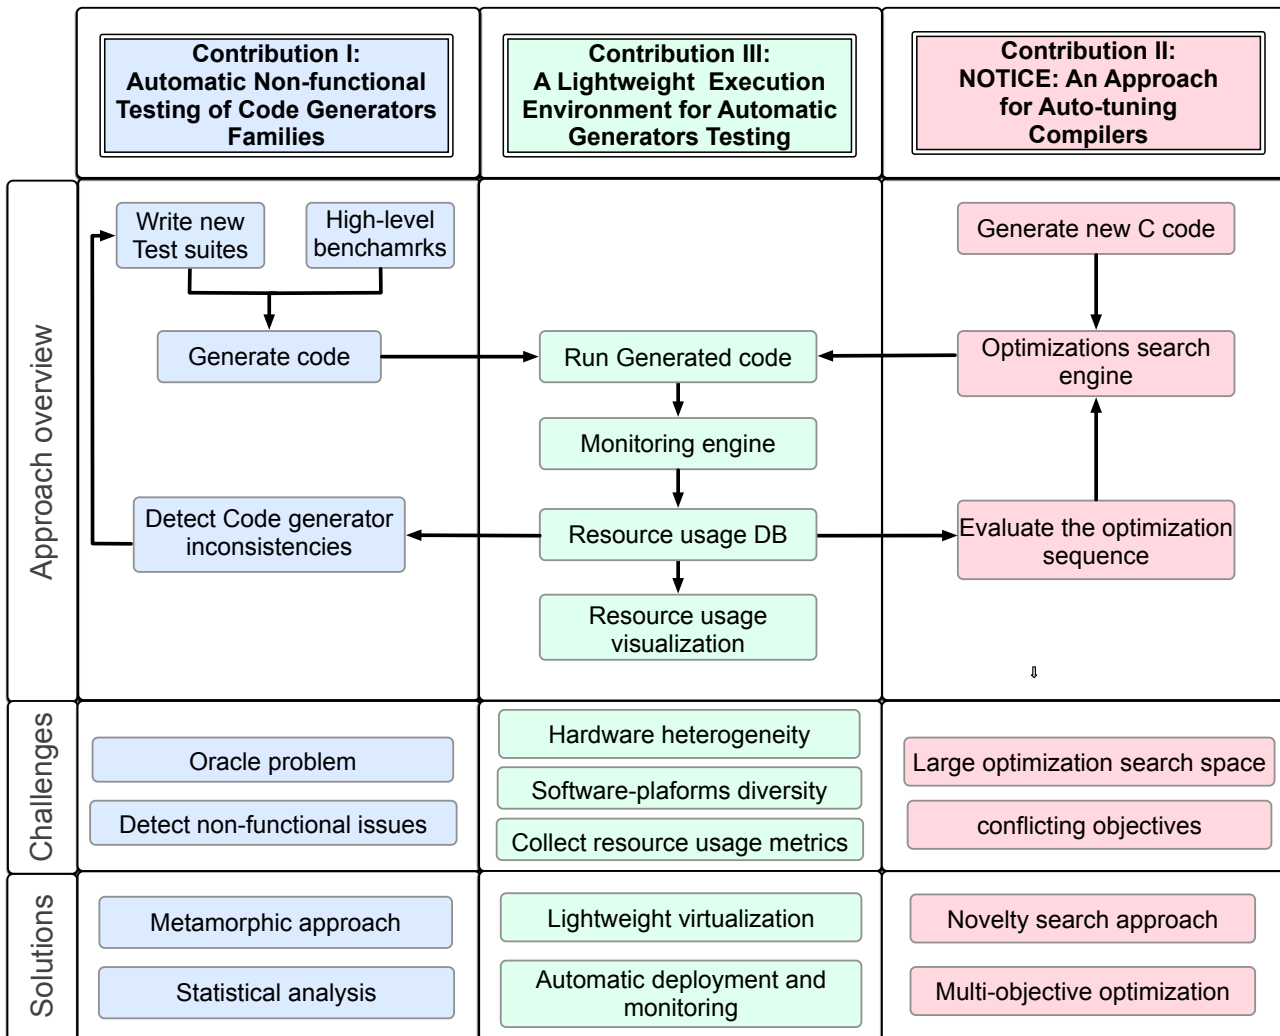 Contribution I:
Automatic Non-functional
Testing of Code Generators
Families
Contribution III:
A Lightweight Execution
Environment for Automatic
Generators Testing
Contribution II:
NOTICE: An Approach
for Auto-tuning
Compilers
Approach overview
Write new
Test suites
High-level
benchamrks
Generate code
Detect Code generator
inconsistencies
Run Generated code
Monitoring engine
Resource usage DB
Resource usage
visualization
Generate new C code
Optimizations search
engine
Evaluate the optimization
sequence
⇩
Challenges
Oracle problem
Detect non-functional issues
Hardware heterogeneity
Software-plaforms diversity
Collect resource usage metrics
Large optimization search space
conflicting objectives
Solutions
Metamorphic approach
Statistical analysis
Lightweight virtualization
Automatic deployment and
monitoring
Novelty search approach
Multi-objective optimization